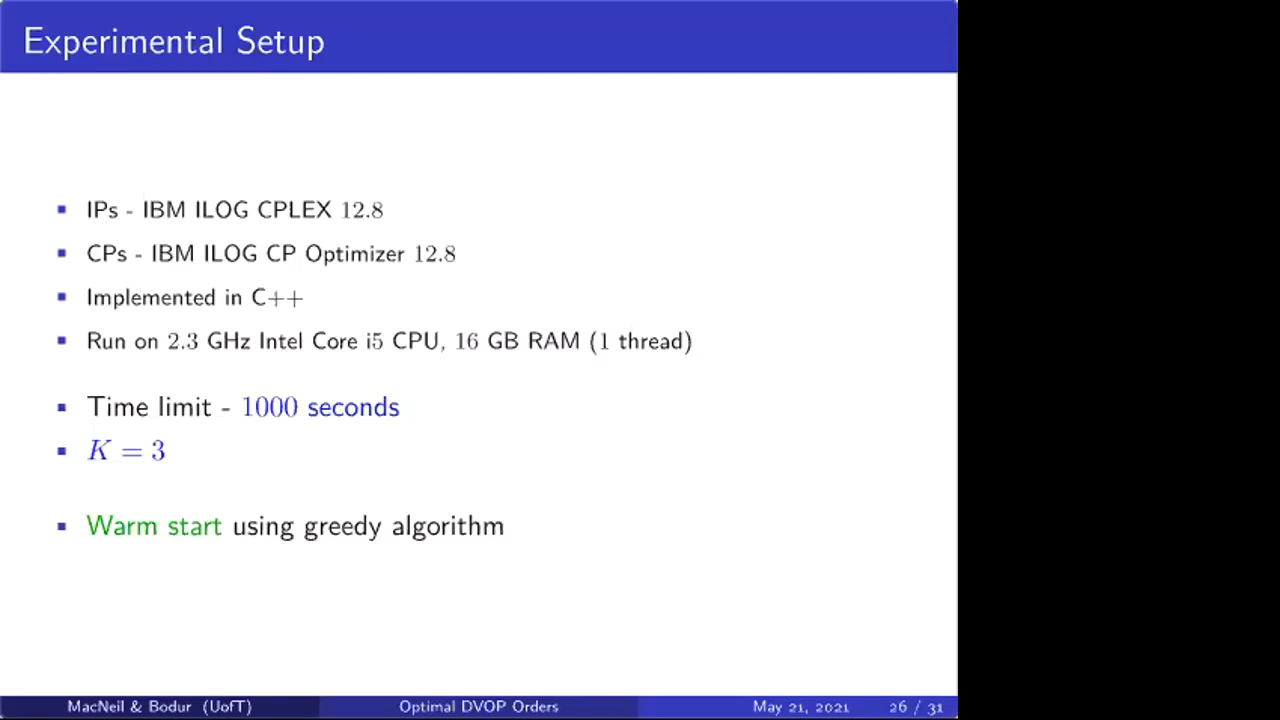 Experimental Setup
IPs - IBM ILOG CPLEX 12.8
CPs - IBM ILOG CP Optimizer 12.8
Implemented in C++
Run on 2.3 GHz Intel Core i5 CPU, 16 GB RAM (1 thread)
Time limit - 1000 seconds
K = 3
Warm start using greedy algorithm
MacNeil & Bodur (UofT) Optimal DVOP Orders May 21, 2021 26 / 31